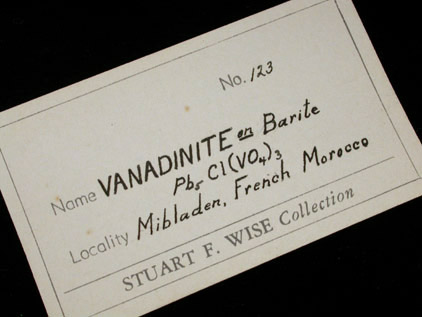 No. 123
Name VANADINITE on Barite
Pb₅ Cl(VO₄)₃
Locality Mibladen, French Morocco
STUART F. WISE Collection